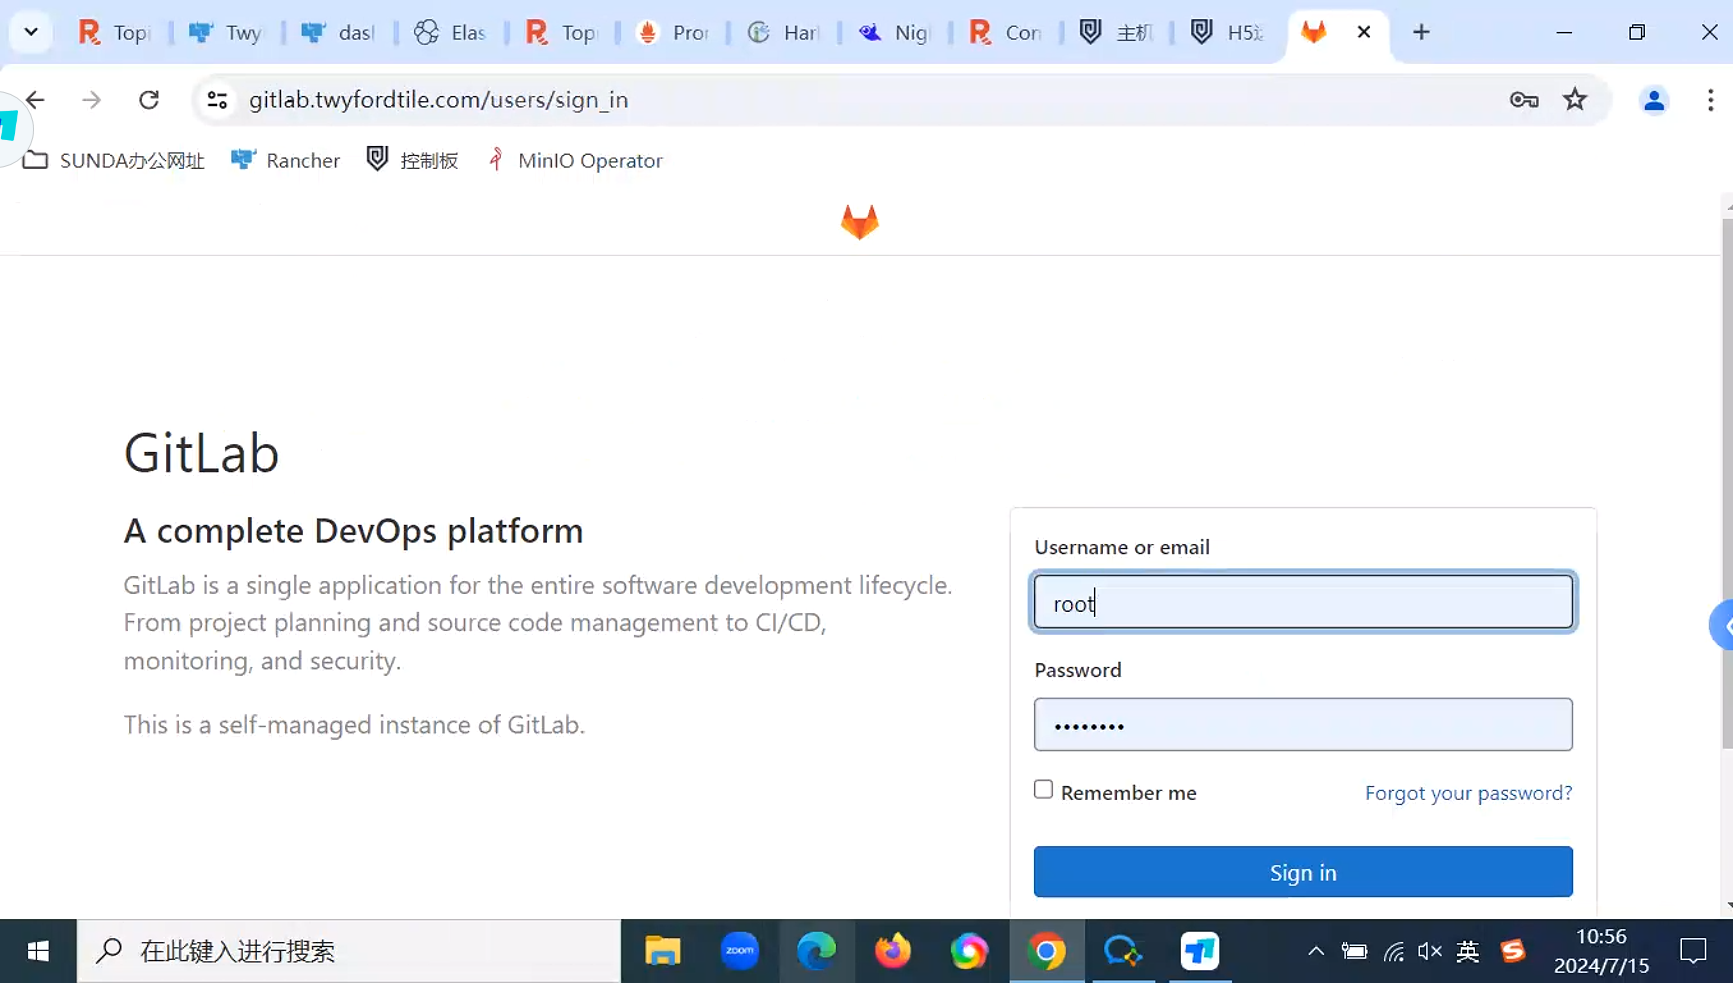 Topi
Twy
dasl
Elas
Topi
Pror
Harl
Nigl
Con
主机
H5运
gitlab.twyfordtile.com/users/sign_in
SUNDA办公网址
Rancher
控制板
MinIO Operator
GitLab
A complete DevOps platform
GitLab is a single application for the entire software development lifecycle.
From project planning and source code management to CI/CD,
monitoring, and security.
This is a self-managed instance of GitLab.
Username or email
root
Password
Remember me
Forgot your password?
Sign in
在此键入进行搜索
zoom
英
10:56
2024/7/15